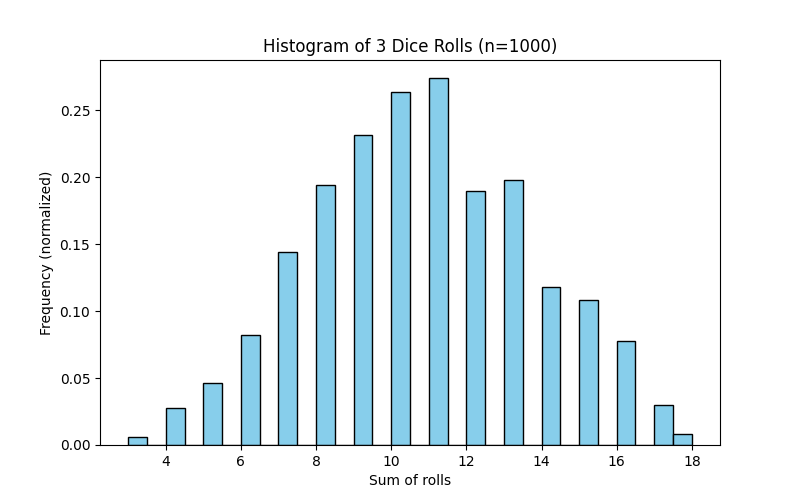 Histogram of 3 Dice Rolls (n=1000)
Frequency (normalized)
0.25
0.20
0.15
0.10
0.05
0.00
4 6 8 10 12 14 16 18
Sum of rolls